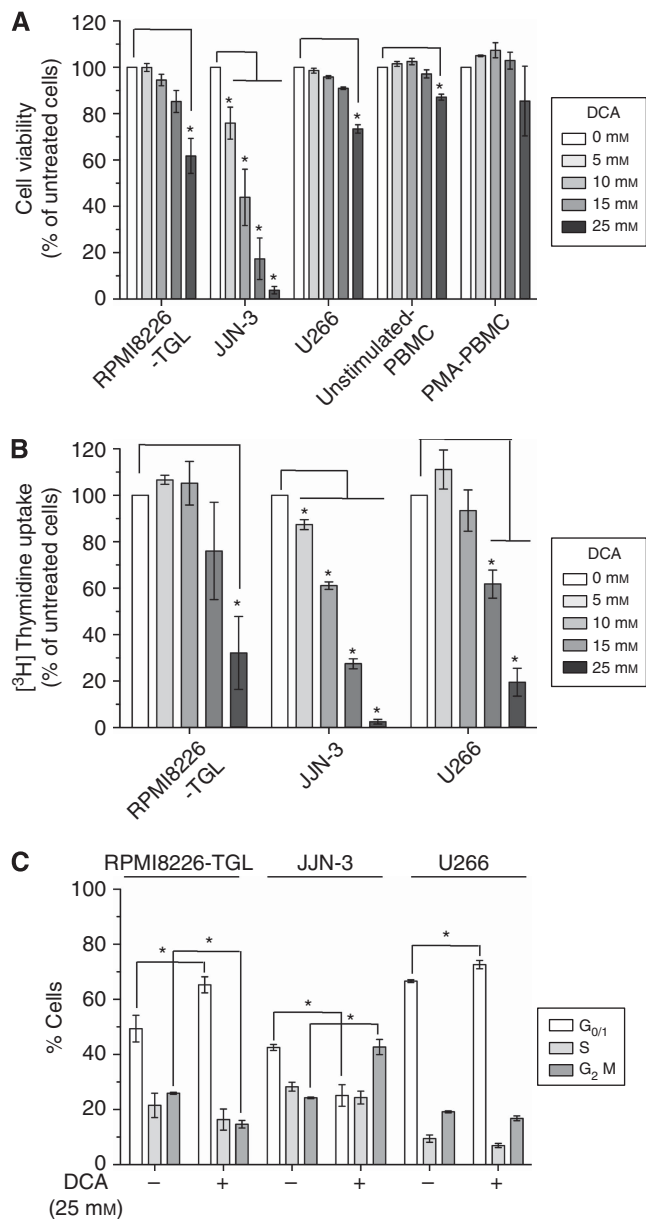 A
Cell viability
(% of untreated cells)
120
100
80
60
40
20
0
* * * * * * *
RPMI8226
-TGL
JJN-3
U266
Unstimulated-
PBMC
PMA-PBMC
DCA
0 mM
5 mM
10 mM
15 mM
25 mM
B
[³H] Thymidine uptake
(% of untreated cells)
120
100
80
60
40
20
0
* * * * * * *
RPMI8226
-TGL
JJN-3
U266
DCA
0 mM
5 mM
10 mM
15 mM
25 mM
C
RPMI8226-TGL JJN-3 U266
% Cells
100
80
60
40
20
0
* * * * *
G0/1
S
G2 M
DCA − + − + − +
(25 mM)